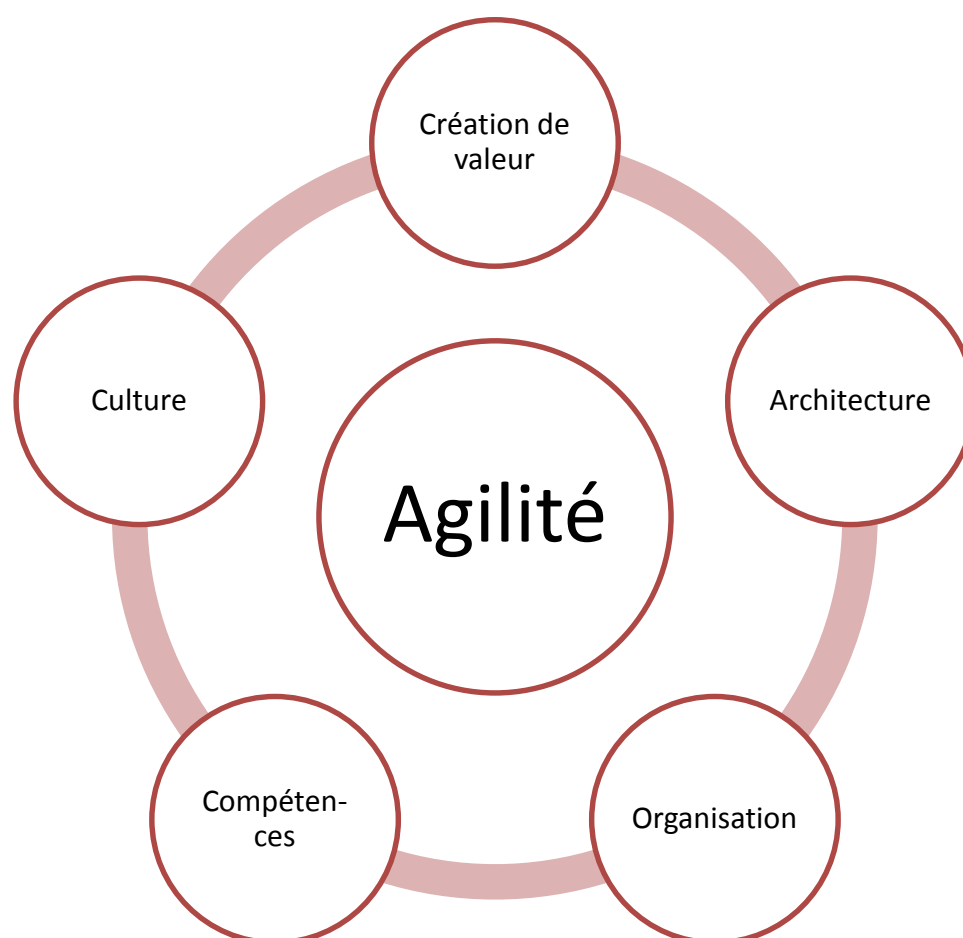 Création de
valeur
Culture
Architecture
Agilité
Compéten-
ces
Organisation